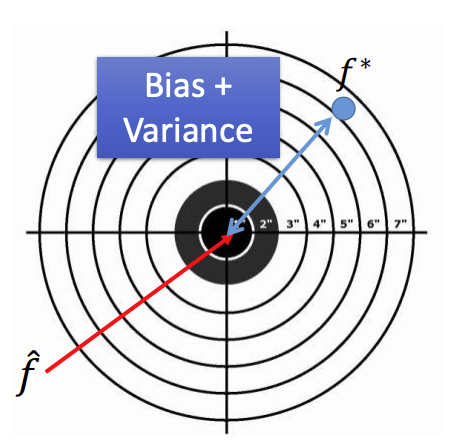 f*
Bias +
Variance
2" 3" 4" 5" 6" 7"
f̂